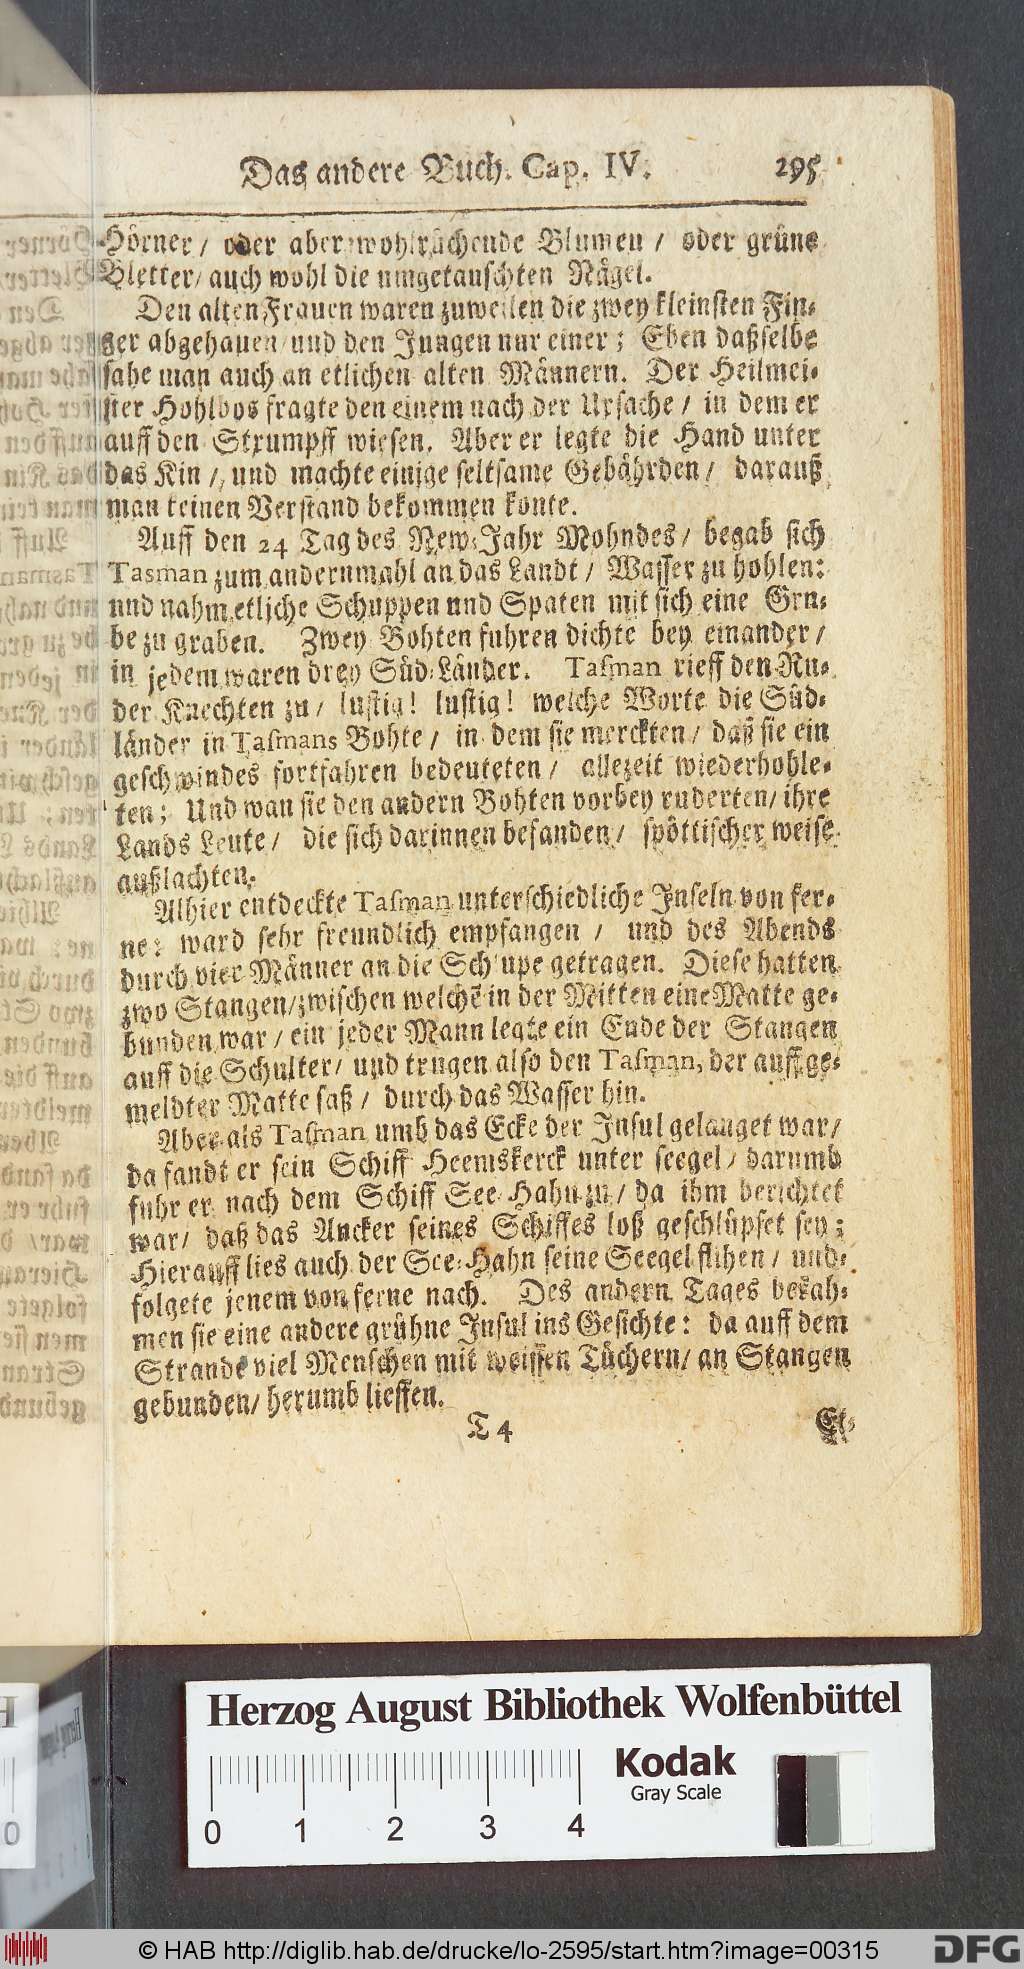 Das andere Buch. Cap. IV. 295
Hörner/ oder aber wohlrüchende Blumen/ oder grüne
Bletter/ auch wohl die umgetauschten Nägel.
Den alten Frauen waren zuweilen die zwey kleinsten Fin-
ger abgehauen/ und den Jungen nur einer; Eben daßselbe
sahe man auch an etlichen alten Männern. Der Heilmei-
ster Hohlbos fragte den einem nach der Ursache/ in dem er
auff den Strumpff wiesen. Aber er legte die Hand unter
das Kin/ und machte einige seltsame Gebährden/ darauß
man keinen Verstand bekommen konte.
Auff den 24 Tag des New-Jahr Mohndes/ begab sich
Tasman zum andernmahl an das Landt/ Wasser zu hohlen:
und nahm etliche Schuppen und Spaten mit sich eine Gru-
be zu graben. Zwey Bohten fuhren dichte bey einander/
in jedem waren drey Süd-Länder. Tasman rieff den Ru-
der Knechten zu/ lustig! lustig! welche Worte die Süd-
länder in Tasmans Bohte/ in dem sie merckten/ daß sie ein
geschwindes fortfahren bedeuteten/ allezeit wiederhohle-
ten; Und wan sie den andern Bohten vorbey ruderten/ ihre
Lands Leute/ die sich darinnen befanden/ spöttischer weise
außlachten.
Alhier entdeckte Tasman unterschiedliche Inseln von fer-
ne: ward sehr freundlich empfangen/ und des Abends
durch vier Männer an die Schupe getragen. Diese hatten
zwo Stangen/ zwischen welchẽ in der Mitten eine Matte ge-
bunden war/ ein jeder Mann legte ein Ende der Stangen
auff die Schulter/ und trugen also den Tasman, der auff ge-
meldter Matte saß/ durch das Wasser hin.
Aber als Tasman umb das Ecke der Insul gelanget war/
da fandt er sein Schiff Heemskerck unter seegel/ darumb
fuhr er nach dem Schiff See-Hahn zu/ da ihm berichtet
war/ daß das Ancker seines Schiffes loß geschlüpfet sey;
Hierauff lies auch der See-Hahn seine Seegel flihen/ und
folgete jenem von ferne nach. Des andern Tages bekah-
men sie eine andere grühne Insul ins Gesichte: da auff dem
Strande viel Menschen mit weissen Tüchern/ an Stangen
gebunden/ herumb lieffen.
T 4 Et-
Herzog August Bibliothek Wolfenbüttel
Kodak
Gray Scale
0 1 2 3 4
© HAB http://diglib.hab.de/drucke/lo-2595/start.htm?image=00315
DFG